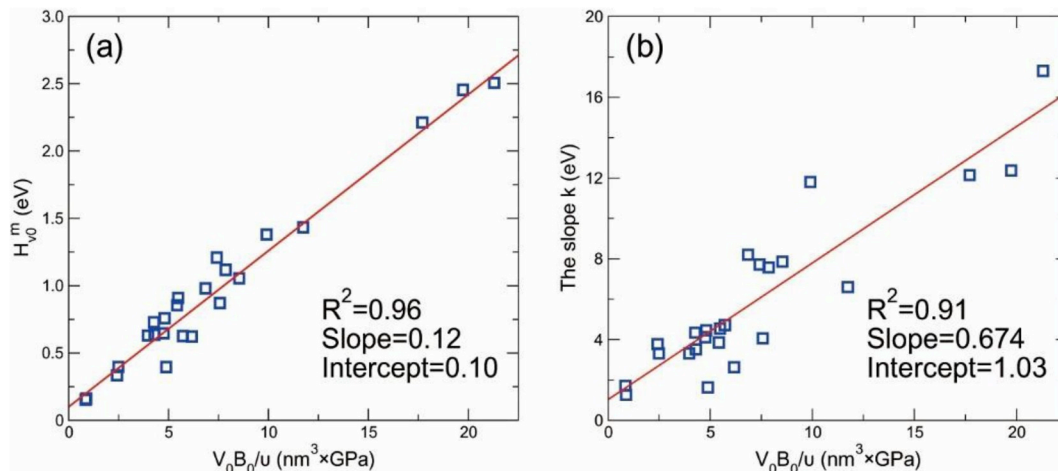 (a)
3.0
2.5
2.0
1.5
1.0
0.5
0.0
H_{v0}^{m} (eV)
R²=0.96
Slope=0.12
Intercept=0.10
0 5 10 15 20
V₀B₀/υ (nm³×GPa)
(b)
20
16
12
8
4
0
The slope k (eV)
R²=0.91
Slope=0.674
Intercept=1.03
0 5 10 15 20
V₀B₀/υ (nm³×GPa)